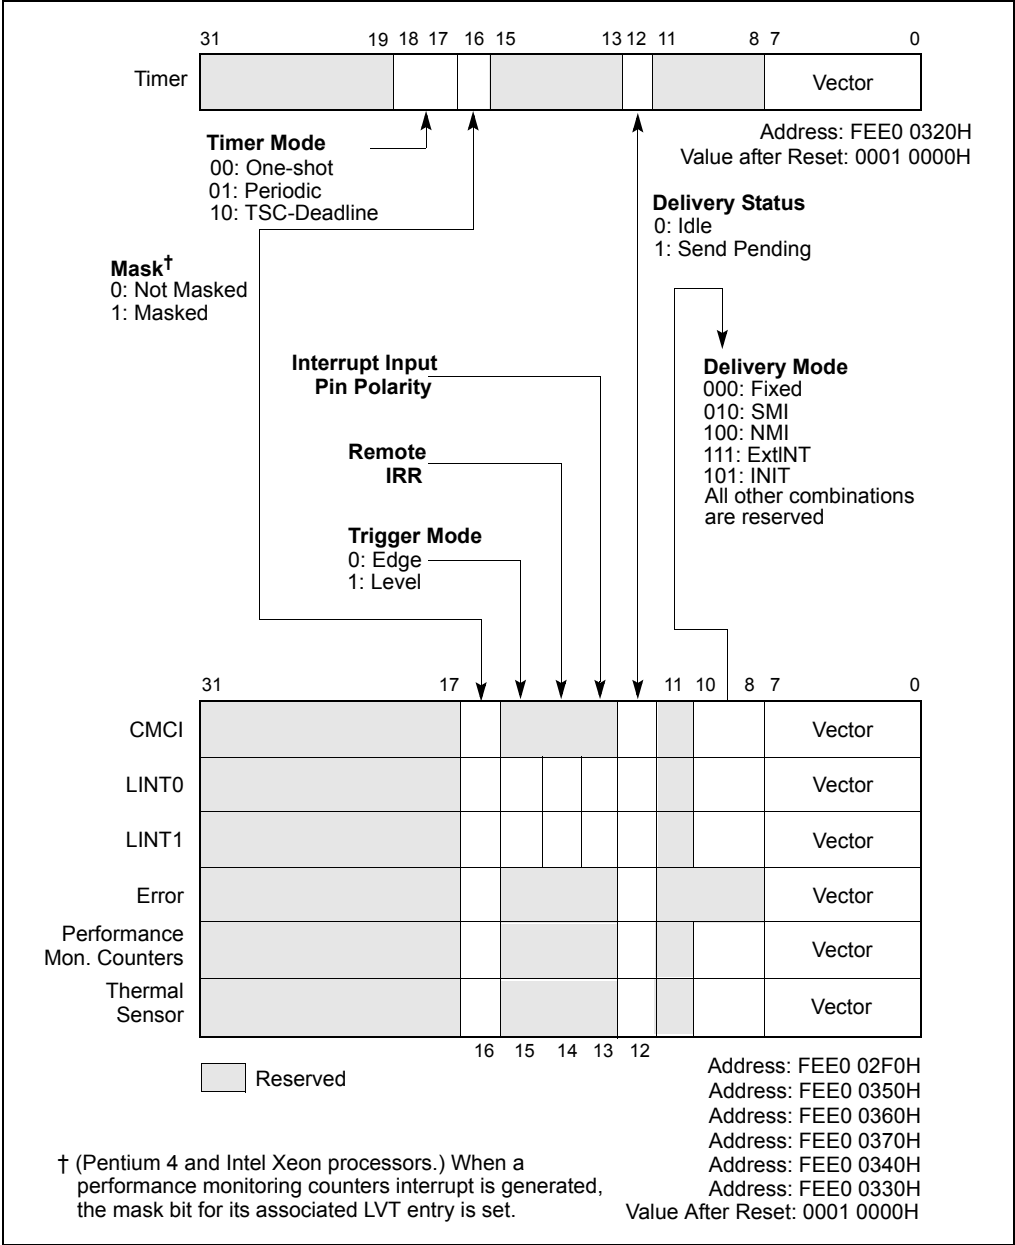 31 19 18 17 16 15 13 12 11 8 7 0
Timer
Vector
Address: FEE0 0320H
Value after Reset: 0001 0000H
Timer Mode
00: One-shot
01: Periodic
10: TSC-Deadline
Delivery Status
0: Idle
1: Send Pending
Mask†
0: Not Masked
1: Masked
Interrupt Input
Pin Polarity
Delivery Mode
000: Fixed
010: SMI
100: NMI
111: ExtINT
101: INIT
All other combinations
are reserved
Remote
IRR
Trigger Mode
0: Edge
1: Level
31 17 11 10 8 7 0
CMCI Vector
LINT0 Vector
LINT1 Vector
Error Vector
Performance
Mon. Counters Vector
Thermal
Sensor Vector
16 15 14 13 12
Reserved
Address: FEE0 02F0H
Address: FEE0 0350H
Address: FEE0 0360H
Address: FEE0 0370H
Address: FEE0 0340H
Address: FEE0 0330H
Value After Reset: 0001 0000H
† (Pentium 4 and Intel Xeon processors.) When a
performance monitoring counters interrupt is generated,
the mask bit for its associated LVT entry is set.